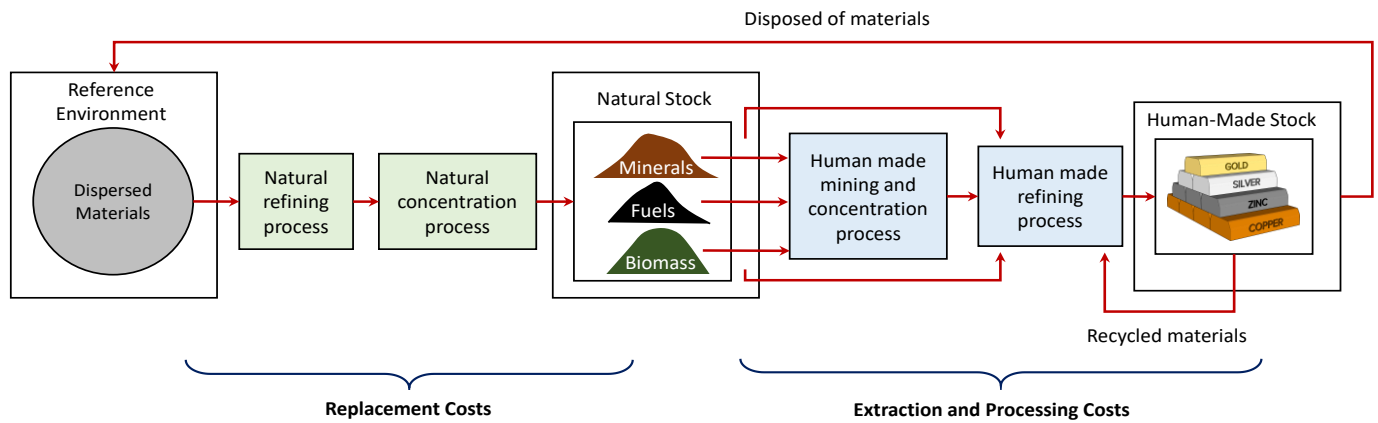 Disposed of materials
Reference
Environment
Dispersed
Materials
Natural
refining
process
Natural
concentration
process
Natural Stock
Minerals
Fuels
Biomass
Human made
mining and
concentration
process
Human made
refining
process
Human-Made Stock
GOLD
SILVER
ZINC
COPPER
Recycled materials
Replacement Costs
Extraction and Processing Costs